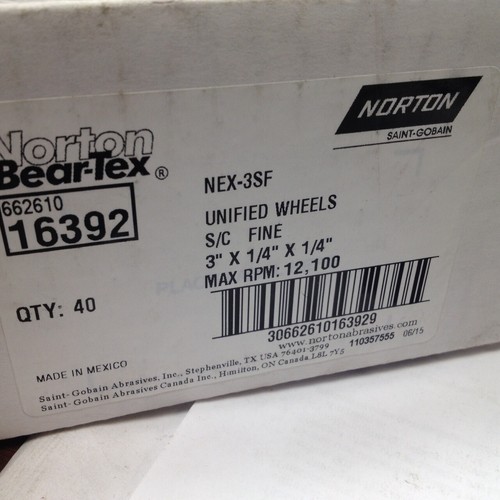 NORTON
SAINT-GOBAIN
Norton
Bear-Tex®
662610
16392
NEX-3SF
UNIFIED WHEELS
S/C FINE
3" X 1/4" X 1/4"
MAX RPM: 12,100
QTY: 40
30662610163929
www.nortonabrasives.com
110357555 06/15
MADE IN MEXICO
Saint-Gobain Abrasives, Inc., Stephenville, TX USA 76401-3799
Saint-Gobain Abrasives Canada Inc., Hamilton, ON Canada, L6L 7Y5